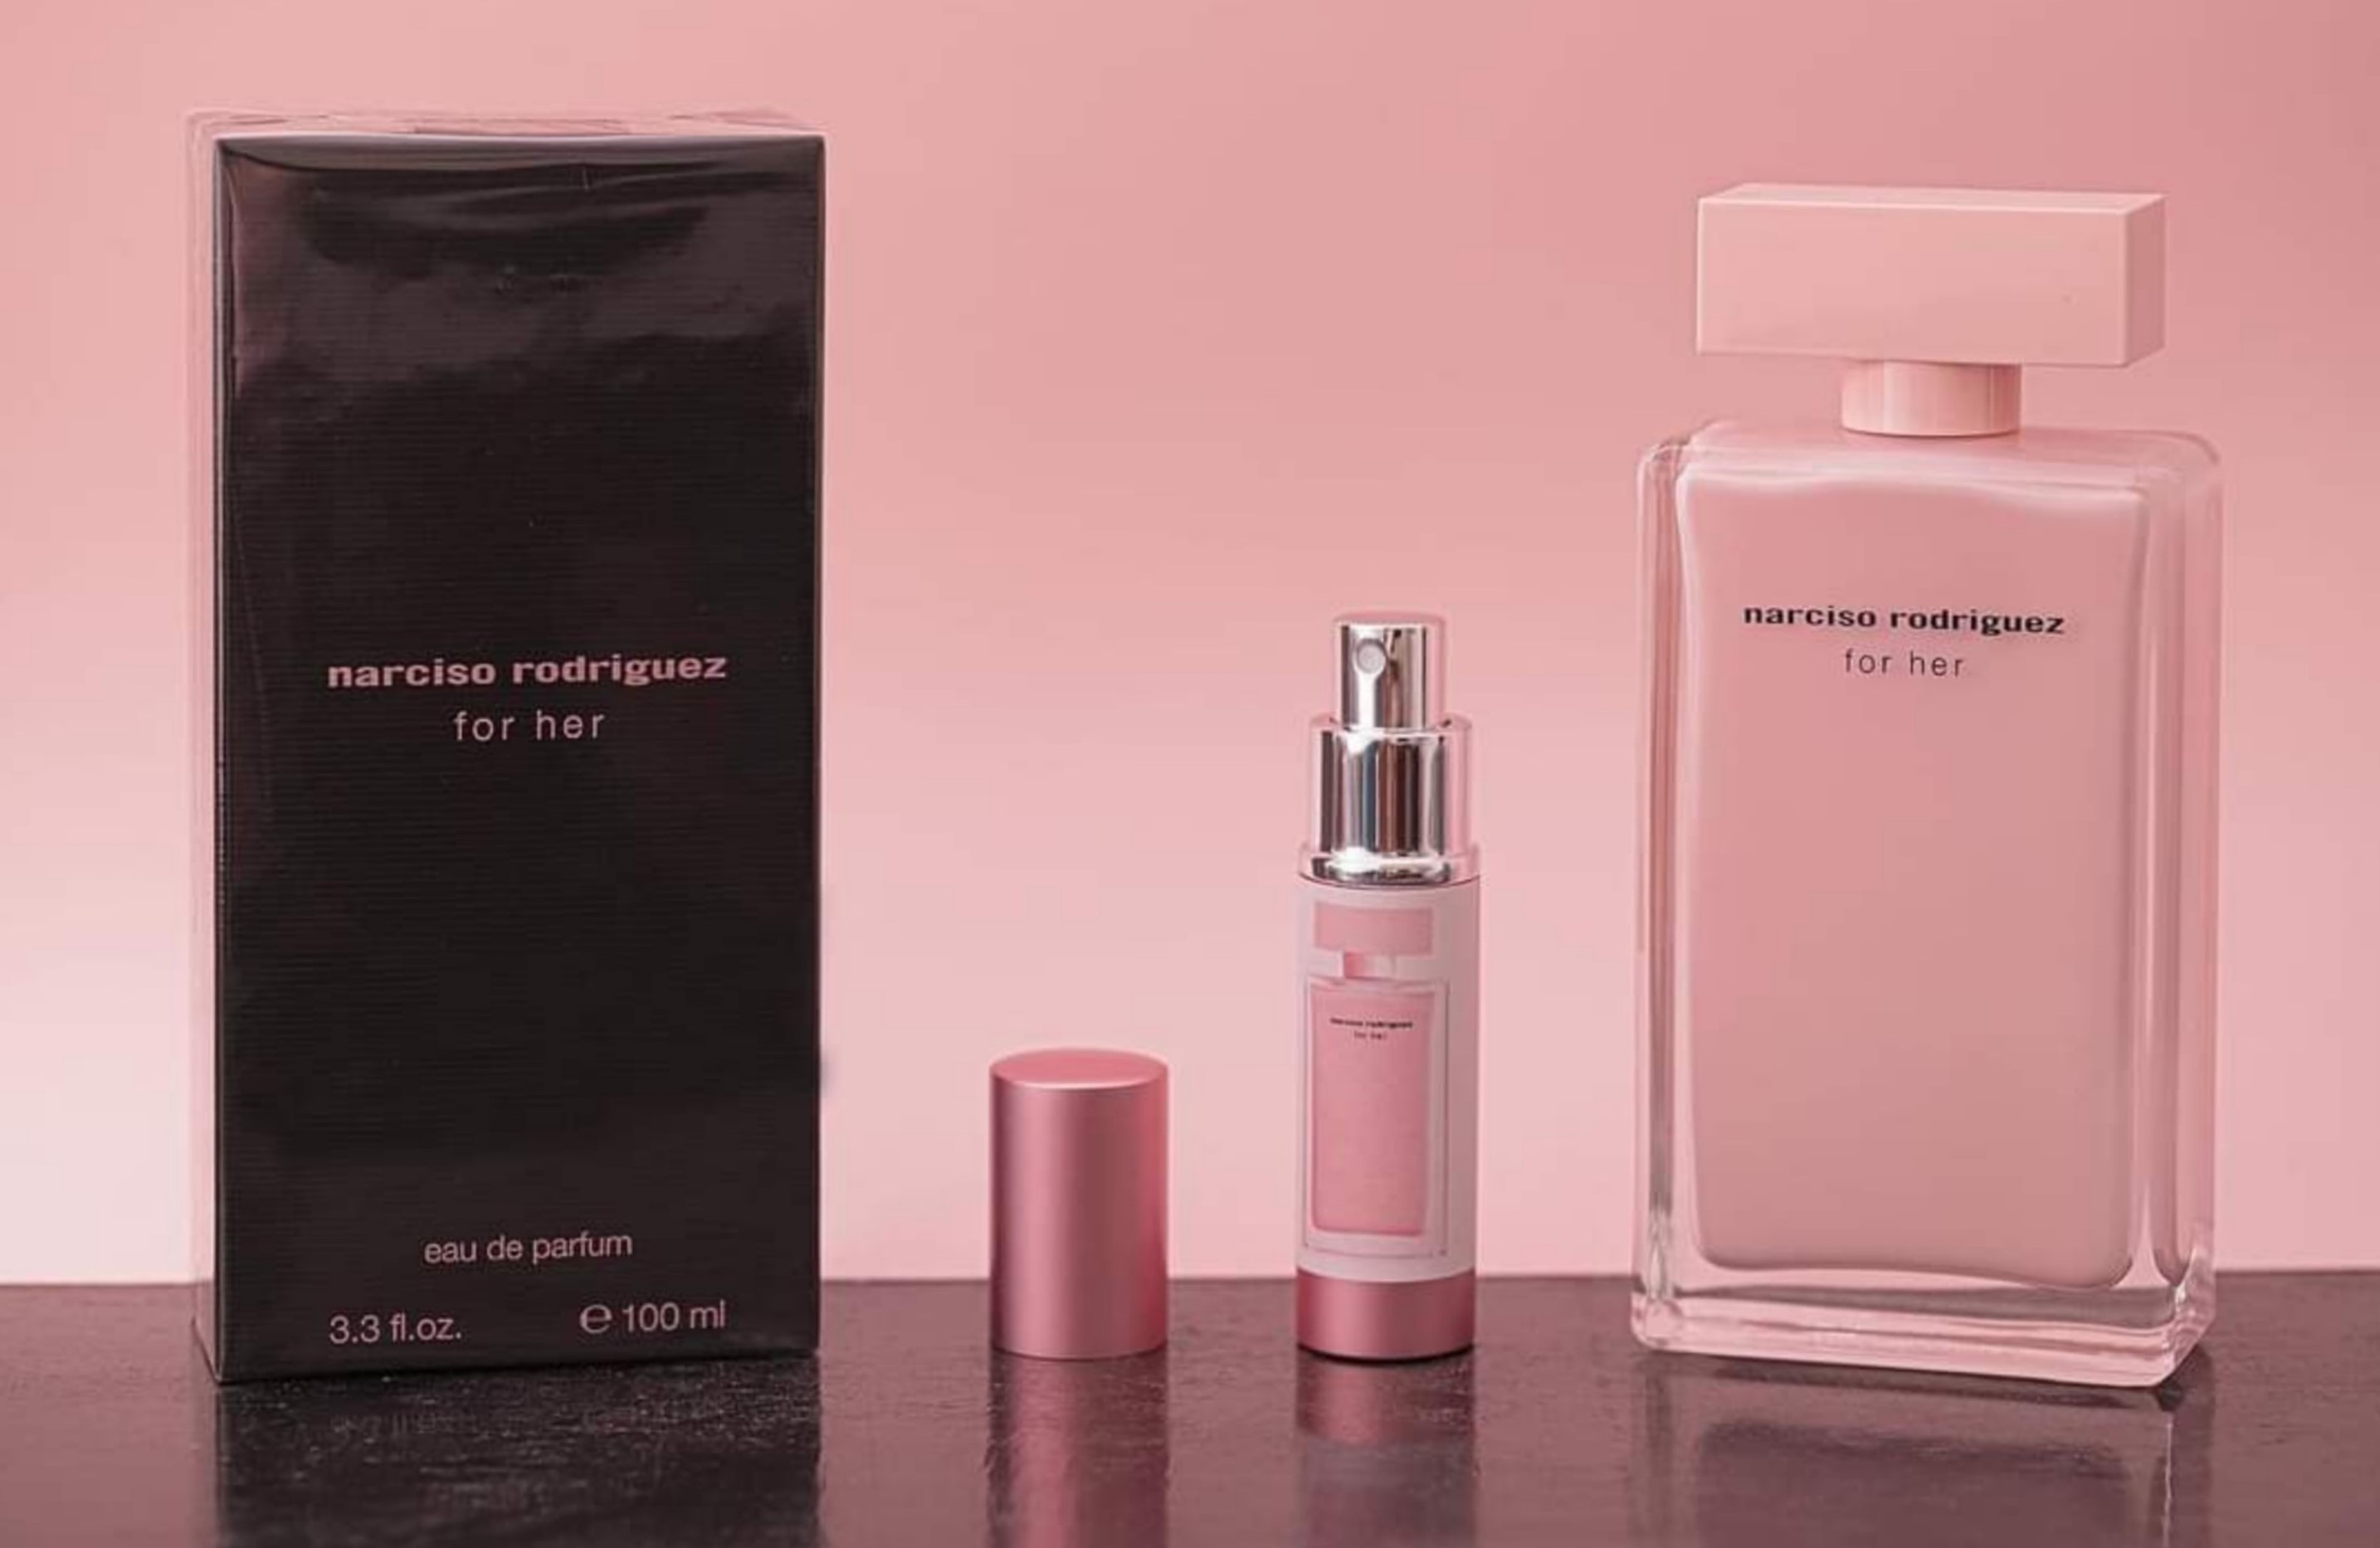 narciso rodriguez
for her
eau de parfum
3.3 fl.oz. ℮ 100 ml
narciso rodriguez
for her
narciso rodriguez
for her